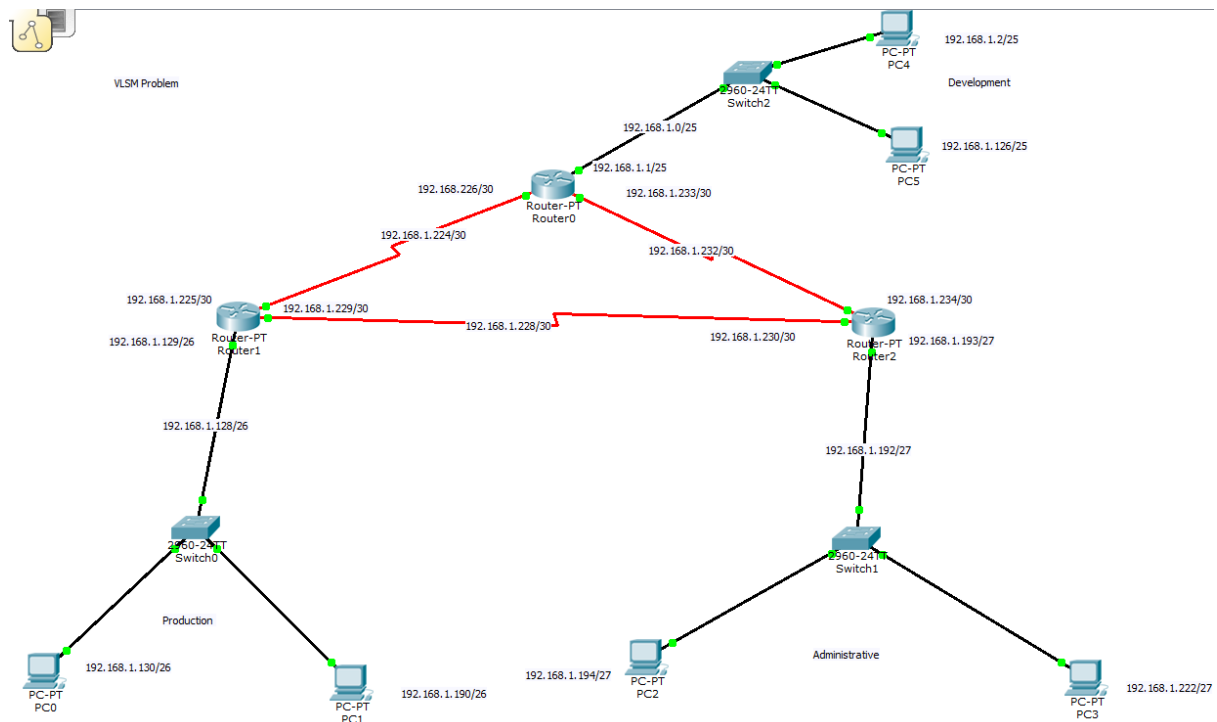 VLSM Problem
PC-PT
PC4
192.168.1.2/25
Development
2960-24TT
Switch2
192.168.1.0/25
PC-PT
PC5
192.168.1.126/25
192.168.1.1/25
192.168.226/30
192.168.1.233/30
Router-PT
Router0
192.168.1.224/30
192.168.1.232/30
192.168.1.225/30
192.168.1.229/30
192.168.1.234/30
192.168.1.228/30
192.168.1.230/30
Router-PT
Router1
192.168.1.129/26
Router-PT
Router2
192.168.1.193/27
192.168.1.128/26
192.168.1.192/27
2960-24TT
Switch0
2960-24TT
Switch1
Production
Administrative
192.168.1.130/26
PC-PT
PC0
192.168.1.190/26
PC-PT
PC1
192.168.1.194/27
PC-PT
PC2
192.168.1.222/27
PC-PT
PC3